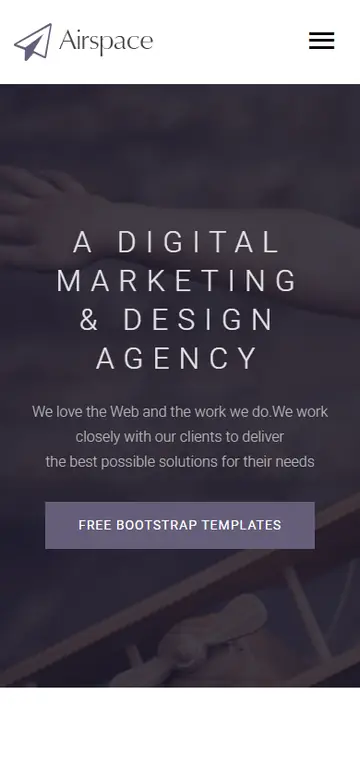 Airspace
A DIGITAL
MARKETING
& DESIGN
AGENCY
We love the Web and the work we do.We work
closely with our clients to deliver
the best possible solutions for their needs
FREE BOOTSTRAP TEMPLATES